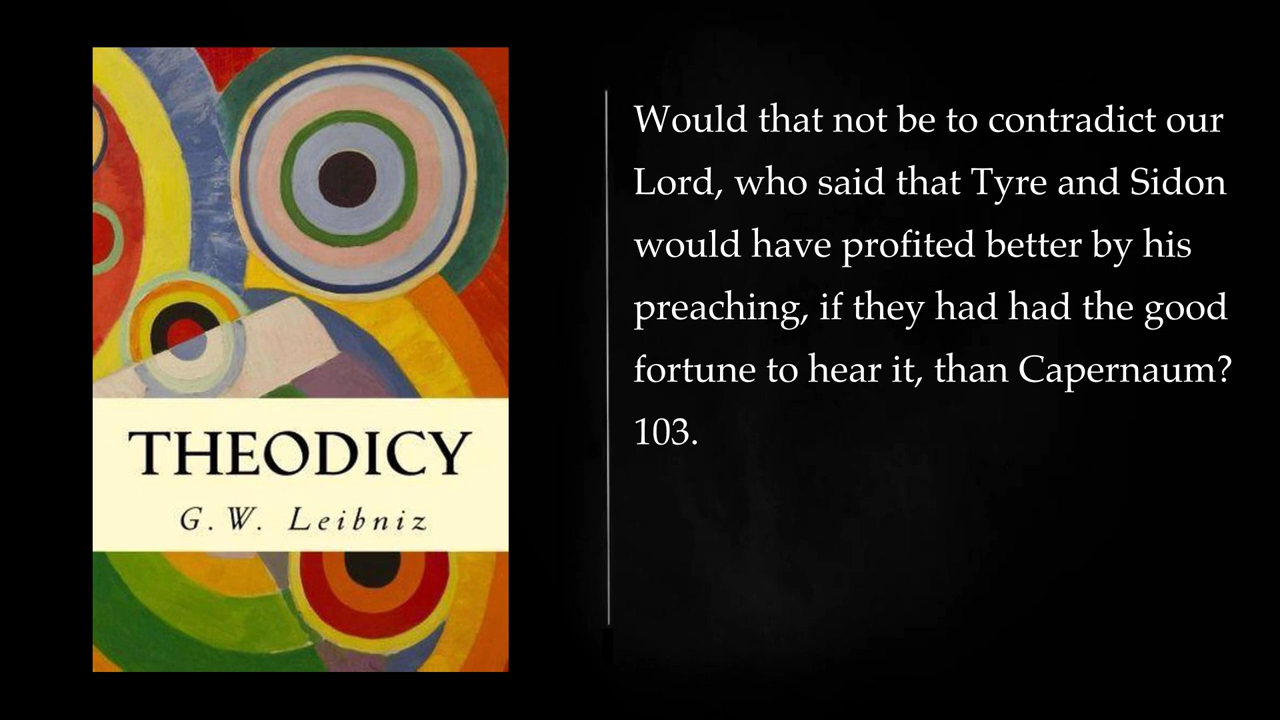 THEODICY
G. W. Leibniz
Would that not be to contradict our
Lord, who said that Tyre and Sidon
would have profited better by his
preaching, if they had had the good
fortune to hear it, than Capernaum?
103.